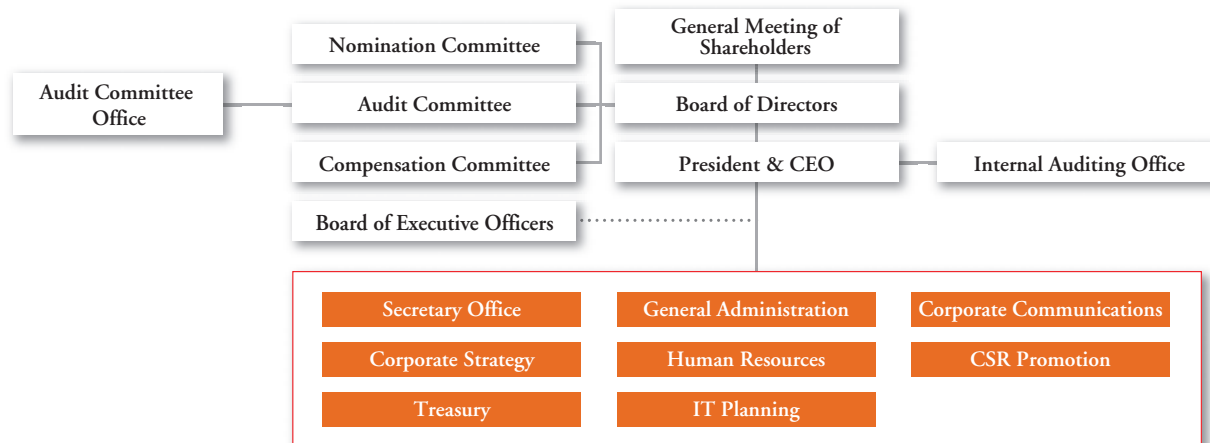 General Meeting of
Shareholders
Nomination Committee
Audit Committee
Office
Audit Committee
Board of Directors
Compensation Committee
President & CEO
Internal Auditing Office
Board of Executive Officers
Secretary Office
General Administration
Corporate Communications
Corporate Strategy
Human Resources
CSR Promotion
Treasury
IT Planning